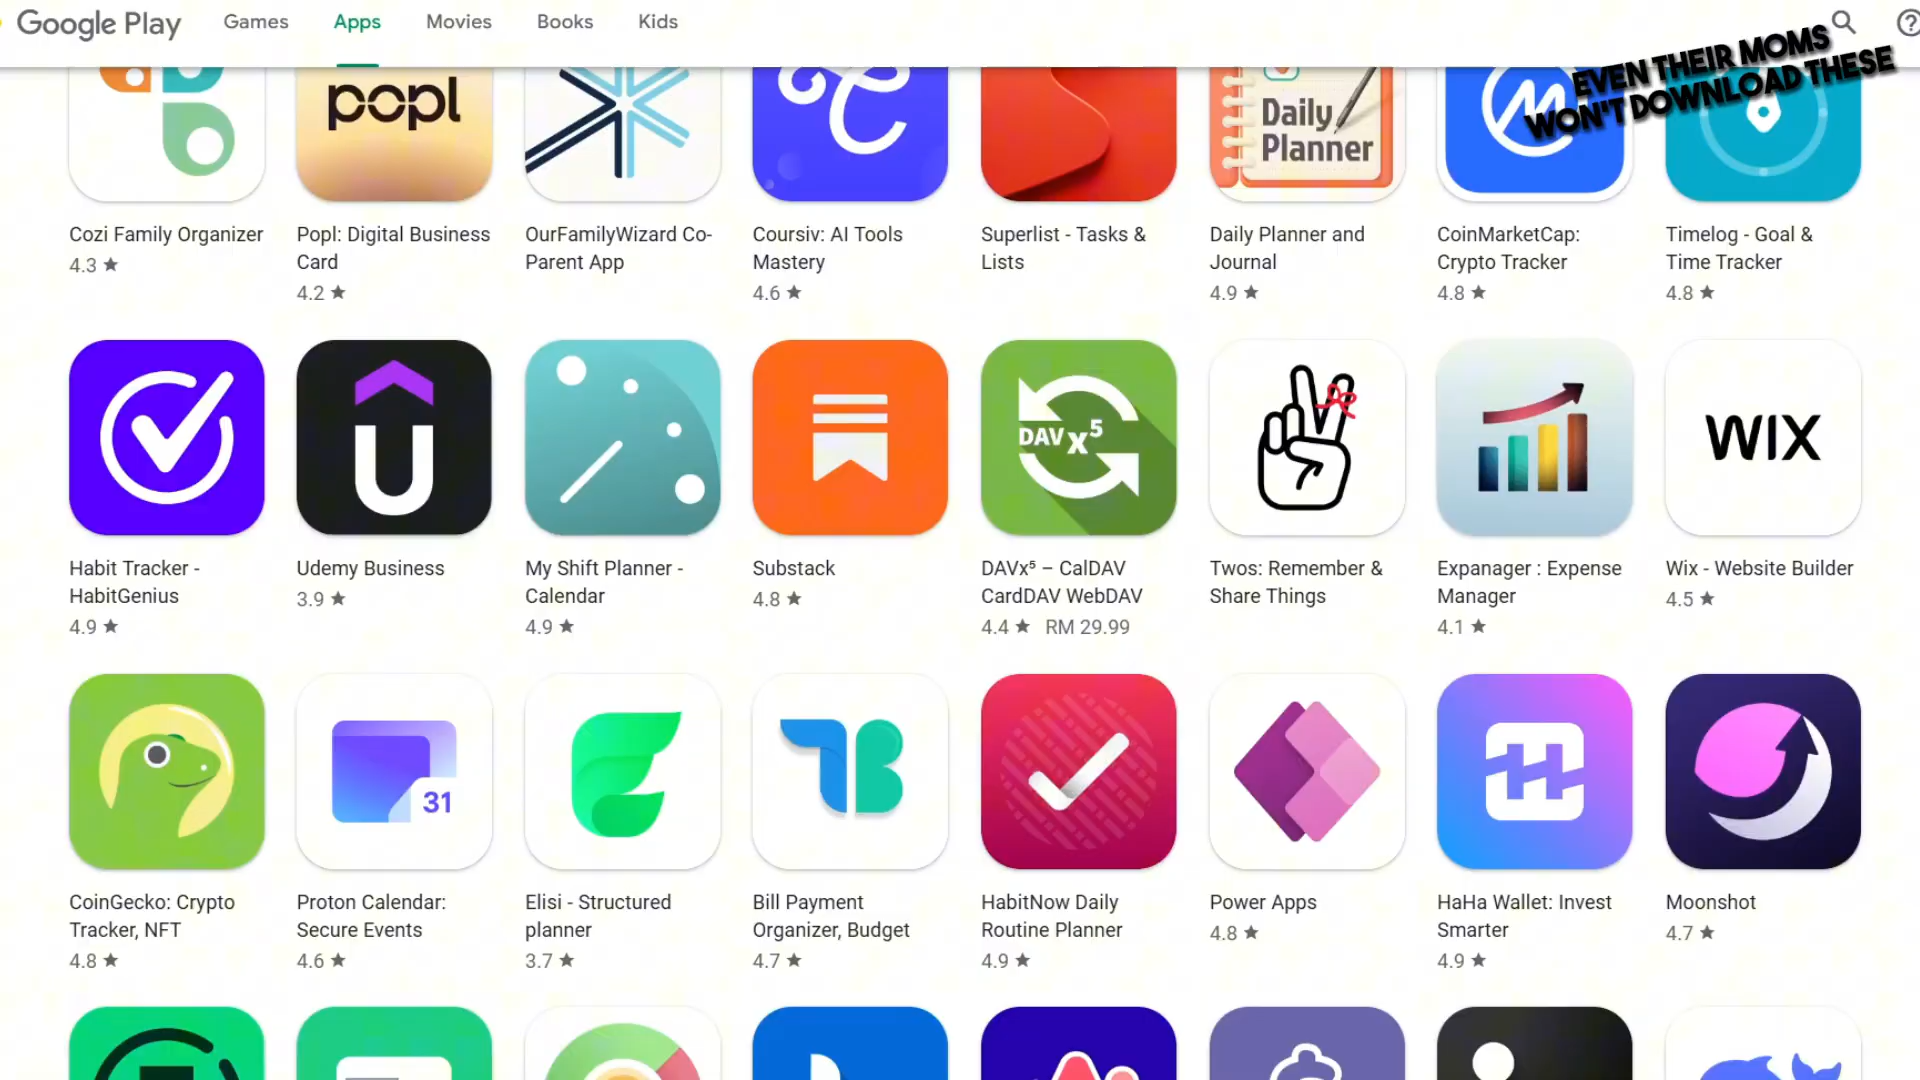 Google Play Games Apps Movies Books Kids
EVEN THEIR MOMS
WON'T DOWNLOAD THESE
popl
Daily
Planner
Cozi Family Organizer
4.3 ★
Popl: Digital Business
Card
4.2 ★
OurFamilyWizard Co-
Parent App
Coursiv: AI Tools
Mastery
4.6 ★
Superlist - Tasks &
Lists
Daily Planner and
Journal
4.9 ★
CoinMarketCap:
Crypto Tracker
4.8 ★
Timelog - Goal &
Time Tracker
4.8 ★
DAVx⁵
WIX
Habit Tracker -
HabitGenius
4.9 ★
Udemy Business
3.9 ★
My Shift Planner -
Calendar
4.9 ★
Substack
4.8 ★
DAVx⁵ – CalDAV
CardDAV WebDAV
4.4 ★ RM 29.99
Twos: Remember &
Share Things
Expanager : Expense
Manager
4.1 ★
Wix - Website Builder
4.5 ★
31
CoinGecko: Crypto
Tracker, NFT
4.8 ★
Proton Calendar:
Secure Events
4.6 ★
Elisi - Structured
planner
3.7 ★
Bill Payment
Organizer, Budget
4.7 ★
HabitNow Daily
Routine Planner
4.9 ★
Power Apps
4.8 ★
HaHa Wallet: Invest
Smarter
4.9 ★
Moonshot
4.7 ★